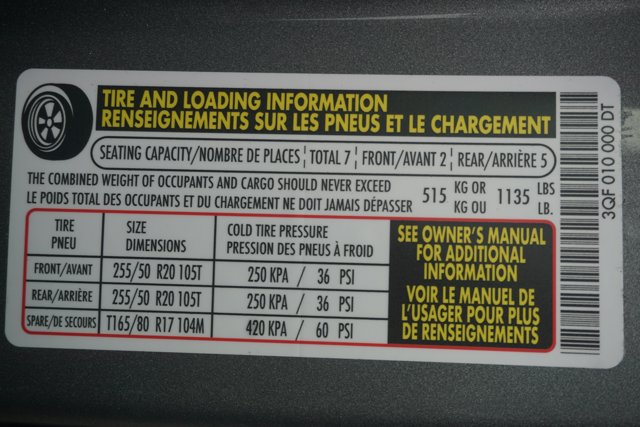 TIRE AND LOADING INFORMATION
RENSEIGNEMENTS SUR LES PNEUS ET LE CHARGEMENT
SEATING CAPACITY/NOMBRE DE PLACES TOTAL 7 FRONT/AVANT 2 REAR/ARRIÈRE 5
THE COMBINED WEIGHT OF OCCUPANTS AND CARGO SHOULD NEVER EXCEED 515 KG OR 1135 LBS
LE POIDS TOTAL DES OCCUPANTS ET DU CHARGEMENT NE DOIT JAMAIS DÉPASSER KG OU LB.
TIRE SIZE COLD TIRE PRESSURE
PNEU DIMENSIONS PRESSION DES PNEUS À FROID
FRONT/AVANT 255/50 R20 105T 250 KPA / 36 PSI
REAR/ARRIÈRE 255/50 R20 105T 250 KPA / 36 PSI
SPARE/DE SECOURS T165/80 R17 104M 420 KPA / 60 PSI
SEE OWNER'S MANUAL
FOR ADDITIONAL
INFORMATION
VOIR LE MANUEL DE
L'USAGER POUR PLUS
DE RENSEIGNEMENTS
3QF 010 000 DT